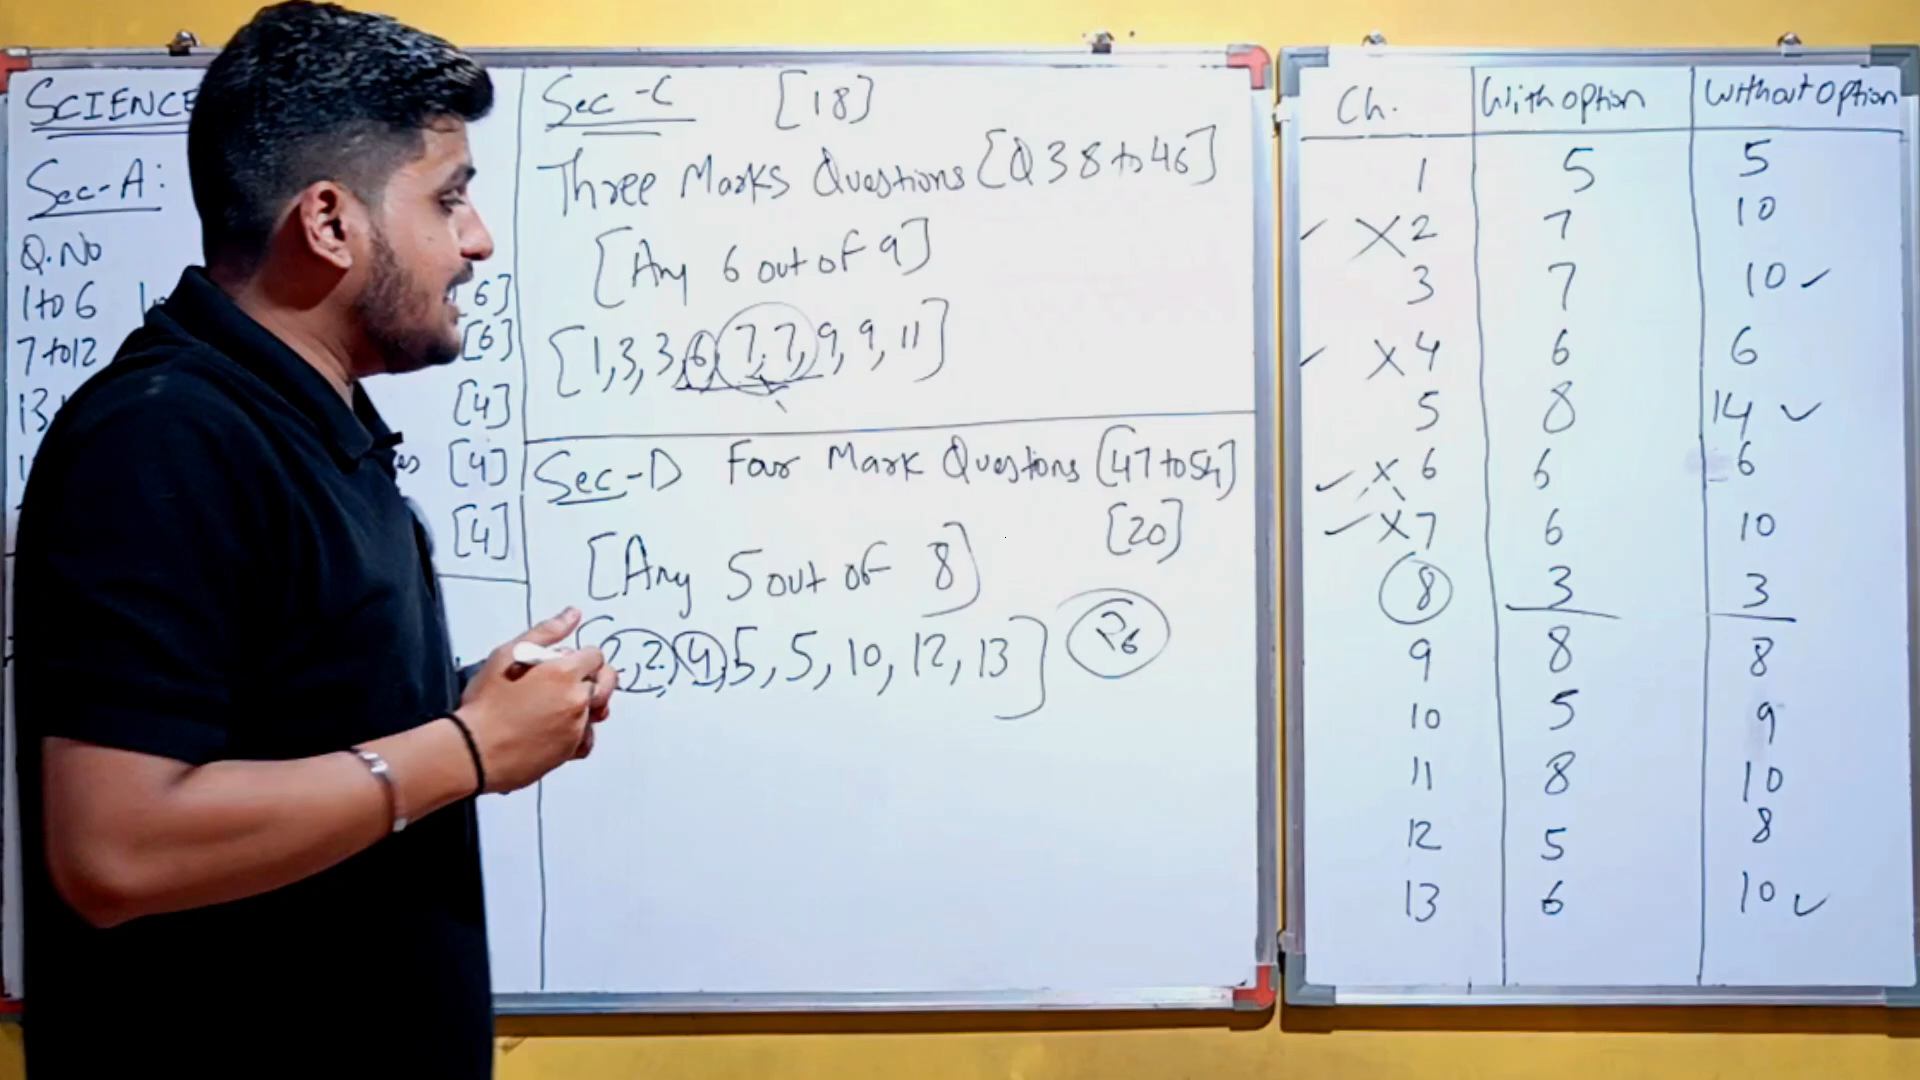 SCIENCE
Sec-A:
Q.No
1 to 6 [6]
7 to 12 [6]
13 [4]
[4]
[4]
Sec-C [18]
Three Marks Questions [Q38 to 46]
[Any 6 out of 9]
[1,3,3,6,7,7,9,9,11]
Sec-D Four Mark Questions [47 to 54]
[20]
[Any 5 out of 8]
[2,2,4,5,5,10,12,13]
Ch. With option Without option
1 5 5
✓ X 2 7 10
3 7 10 ✓
✓ X 4 6 6
5 8 14 ✓
✓ X 6 6 6
✓ X 7 6 10
8 3 3
9 8 8
10 5 9
11 8 10
12 5 8
13 6 10 ✓